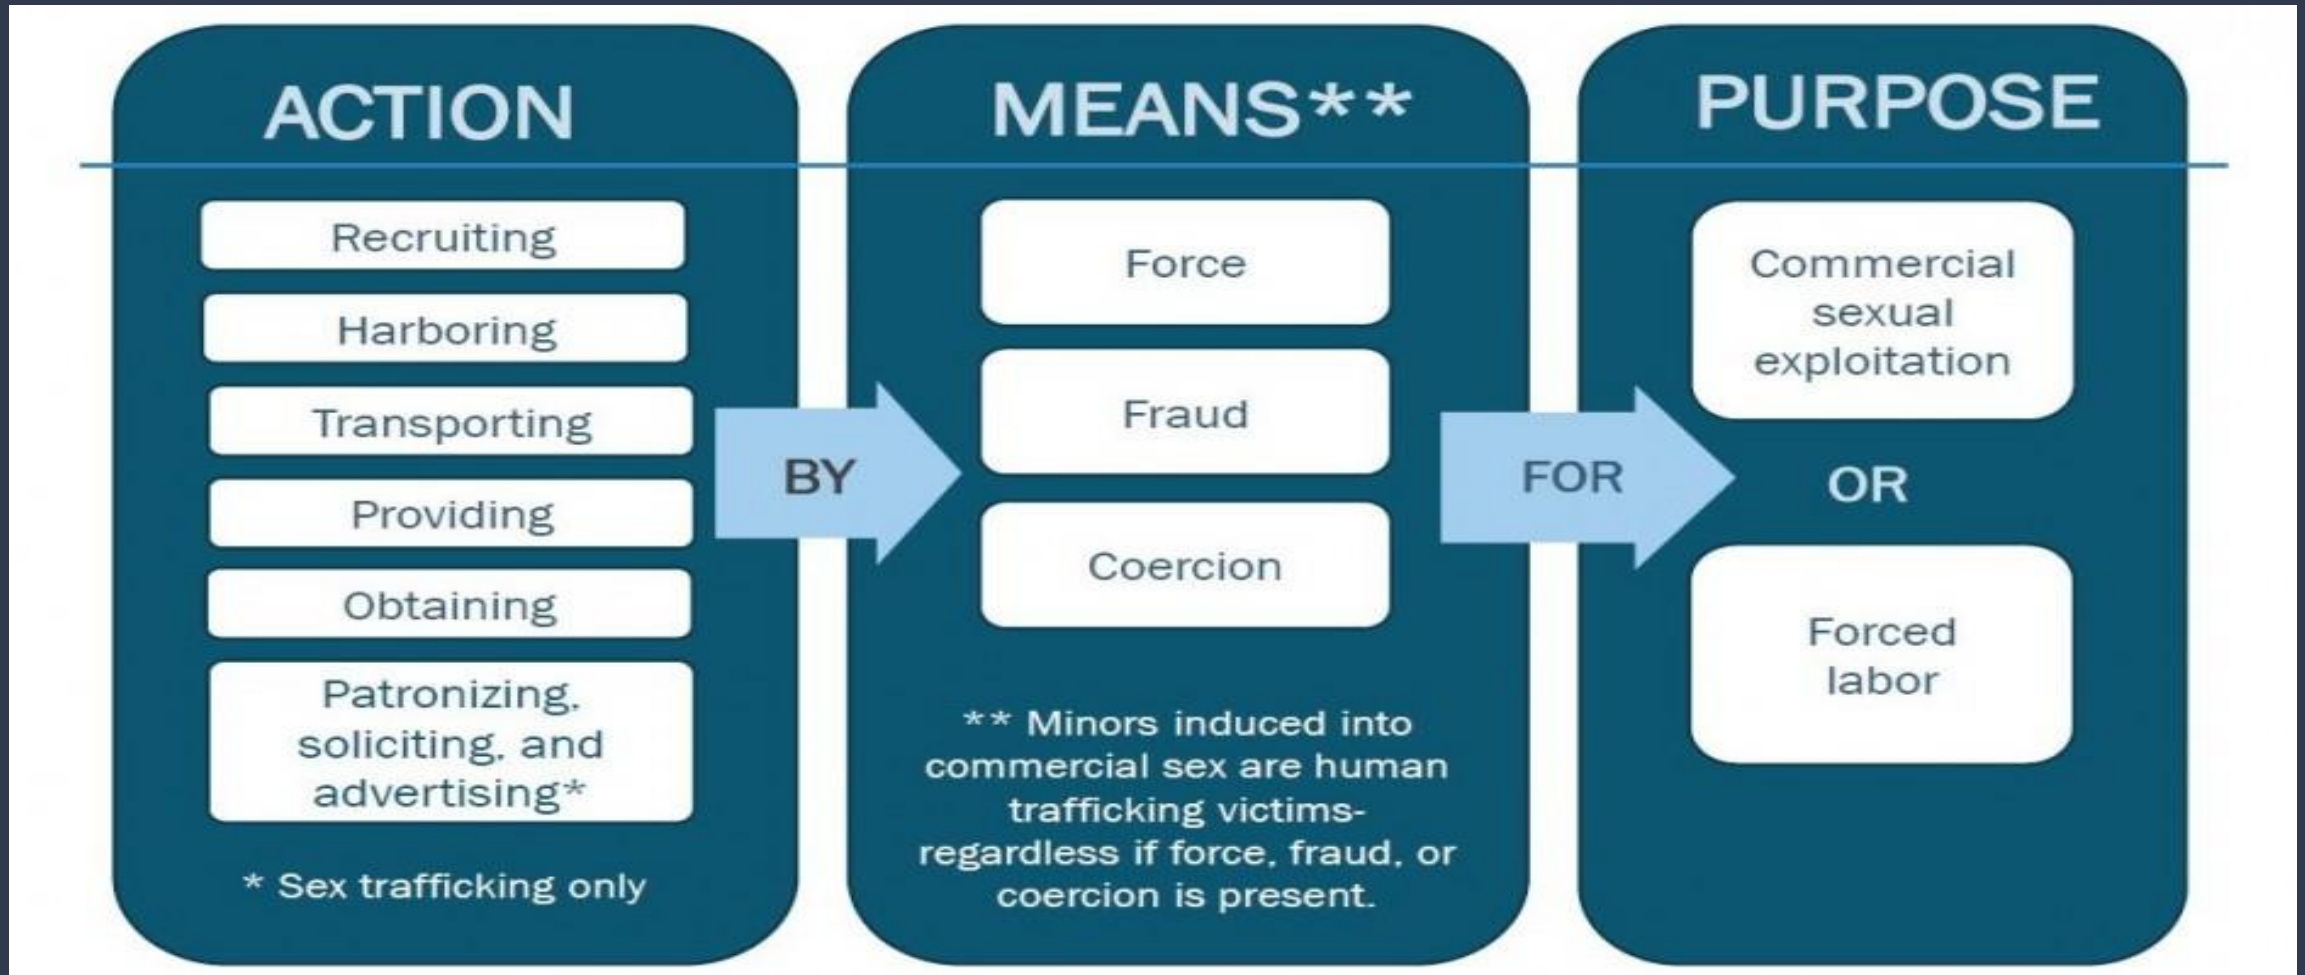 ACTION
Recruiting
Harboring
Transporting
Providing
Obtaining
Patronizing,
soliciting, and
advertising*
* Sex trafficking only
BY
MEANS**
Force
Fraud
Coercion
** Minors induced into
commercial sex are human
trafficking victims-
regardless if force, fraud, or
coercion is present.
FOR
PURPOSE
Commercial
sexual
exploitation
OR
Forced
labor